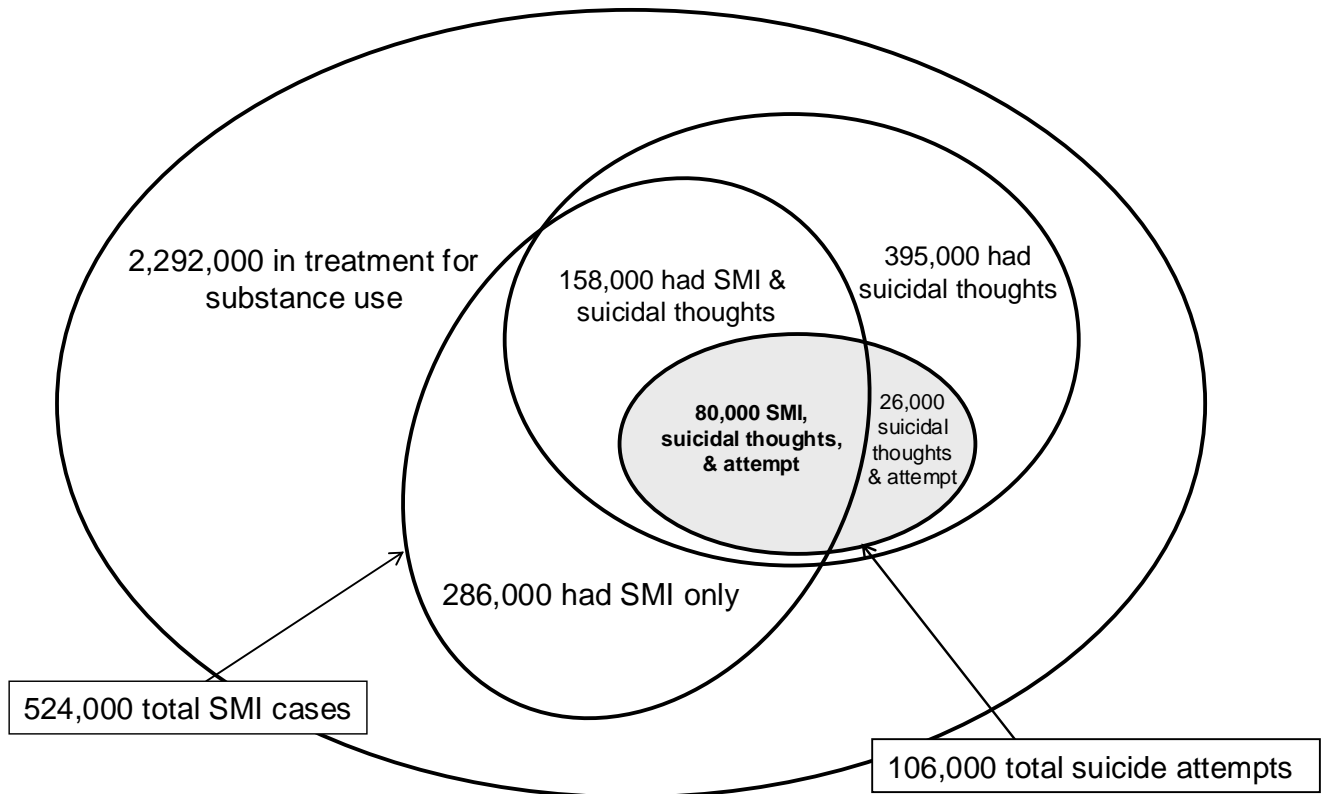 2,292,000 in treatment for
substance use
158,000 had SMI &
suicidal thoughts
395,000 had
suicidal thoughts
80,000 SMI,
suicidal thoughts,
& attempt
26,000
suicidal
thoughts
& attempt
286,000 had SMI only
524,000 total SMI cases
106,000 total suicide attempts